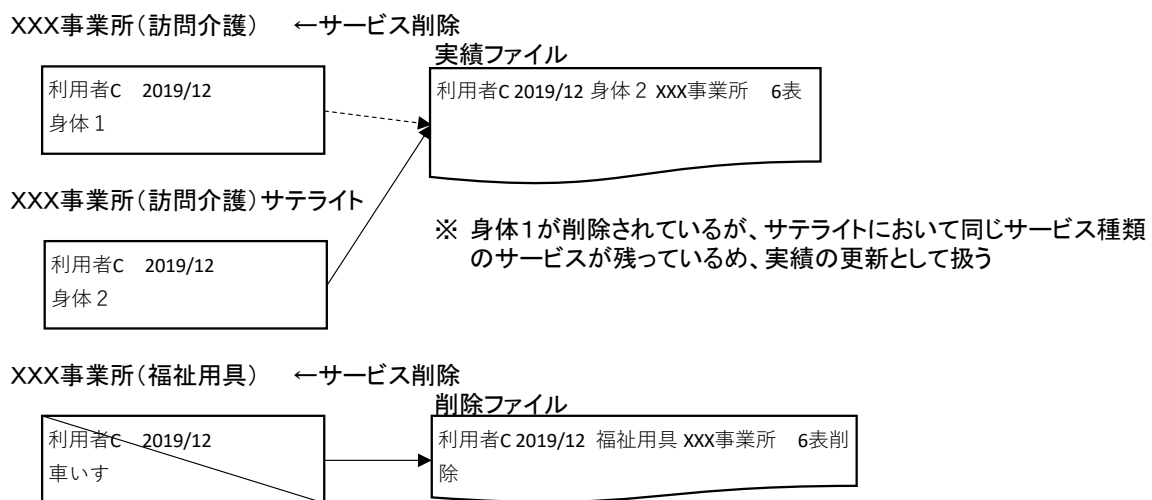 XXX事業所(訪問介護)　←サービス削除
実績ファイル
利用者C　2019/12
身体1
利用者C 2019/12 身体2 XXX事業所　6表
XXX事業所(訪問介護)サテライト
利用者C　2019/12
身体2
※ 身体1が削除されているが、サテライトにおいて同じサービス種類
のサービスが残っているめ、実績の更新として扱う
XXX事業所(福祉用具)　←サービス削除
削除ファイル
利用者C　2019/12
車いす
利用者C 2019/12 福祉用具 XXX事業所　6表削
除